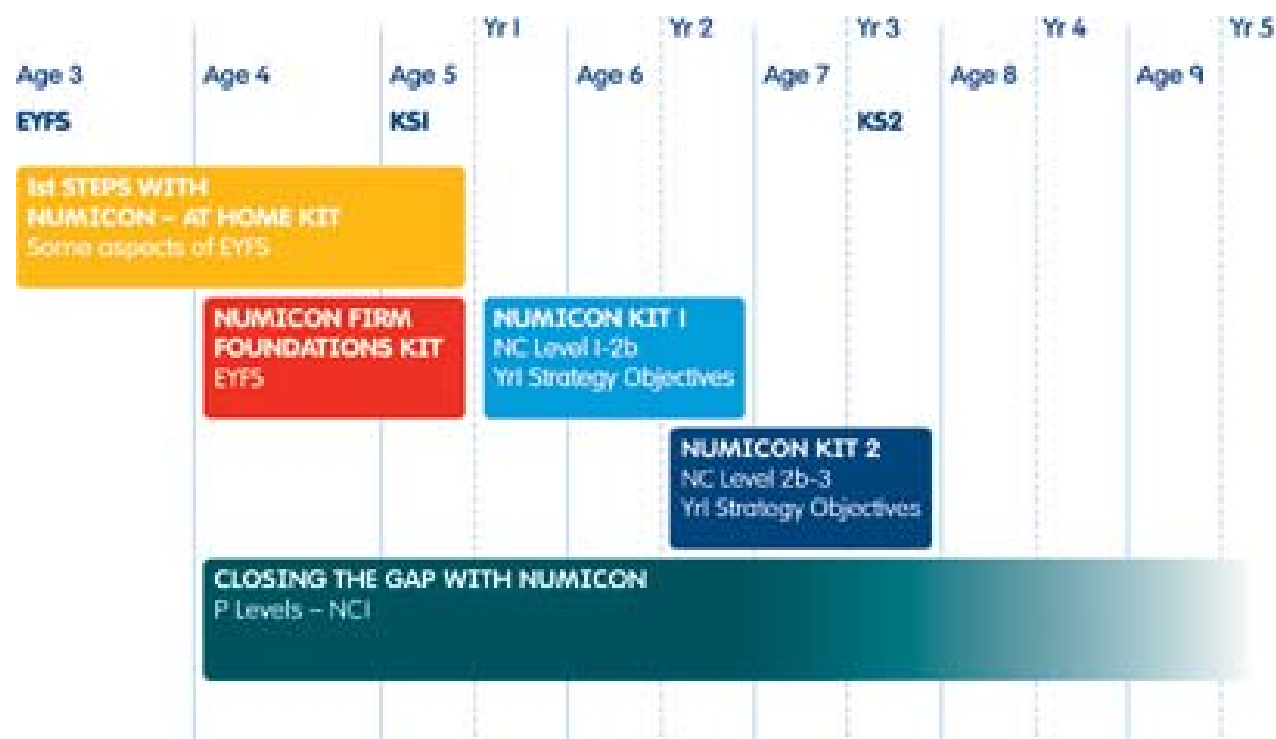 Yr 1 Yr 2 Yr 3 Yr 4 Yr 5
Age 3 Age 4 Age 5 Age 6 Age 7 Age 8 Age 9
EYFS KS1 KS2
1st STEPS WITH
NUMICON – AT HOME KIT
Some aspects of EYFS
NUMICON FIRM
FOUNDATIONS KIT
EYFS
NUMICON KIT 1
NC Level 1-2b
Yr1 Strategy Objectives
NUMICON KIT 2
NC Level 2b-3
Yr1 Strategy Objectives
CLOSING THE GAP WITH NUMICON
P Levels – NC1